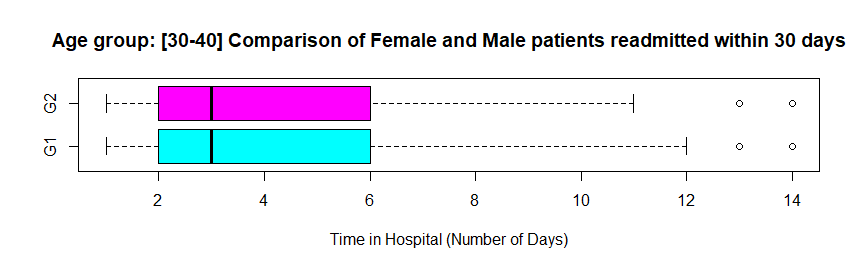 Age group: [30-40] Comparison of Female and Male patients readmitted within 30 days
G2
G1
2 4 6 8 10 12 14
Time in Hospital (Number of Days)